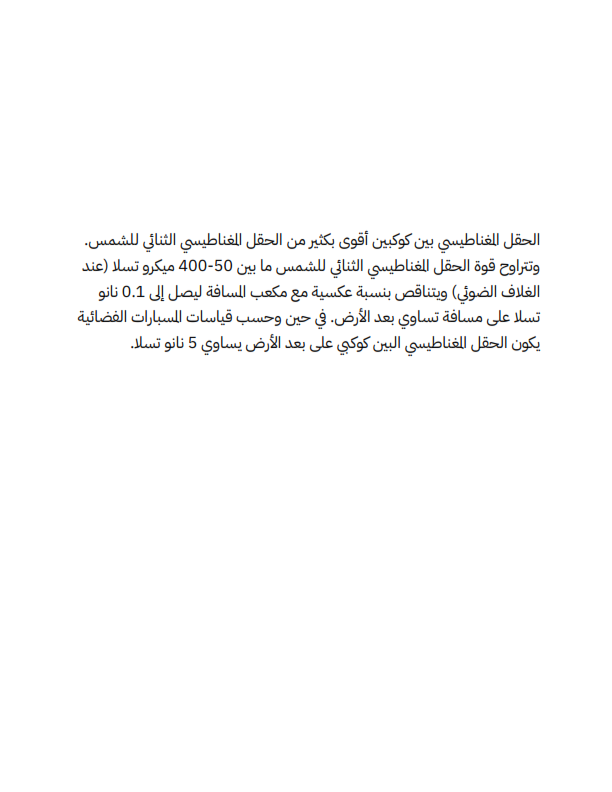 الحقل المغناطيسي بين كوكبين أقوى بكثير من الحقل المغناطيسي الثنائي للشمس.
وتتراوح قوة الحقل المغناطيسي الثنائي للشمس ما بين 50-400 ميكرو تسلا (عند
الغلاف الضوئي) ويتناقص بنسبة عكسية مع مكعب المسافة ليصل إلى 0.1 نانو
تسلا على مسافة تساوي بعد الأرض. في حين وحسب قياسات المسبارات الفضائية
يكون الحقل المغناطيسي البين كوكبي على بعد الأرض يساوي 5 نانو تسلا.